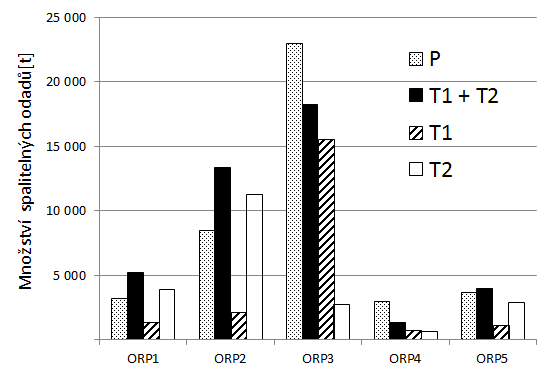 Množství spalitelných odadů[t]
25 000
20 000
15 000
10 000
5 000
P
T1 + T2
T1
T2
ORP1 ORP2 ORP3 ORP4 ORP5